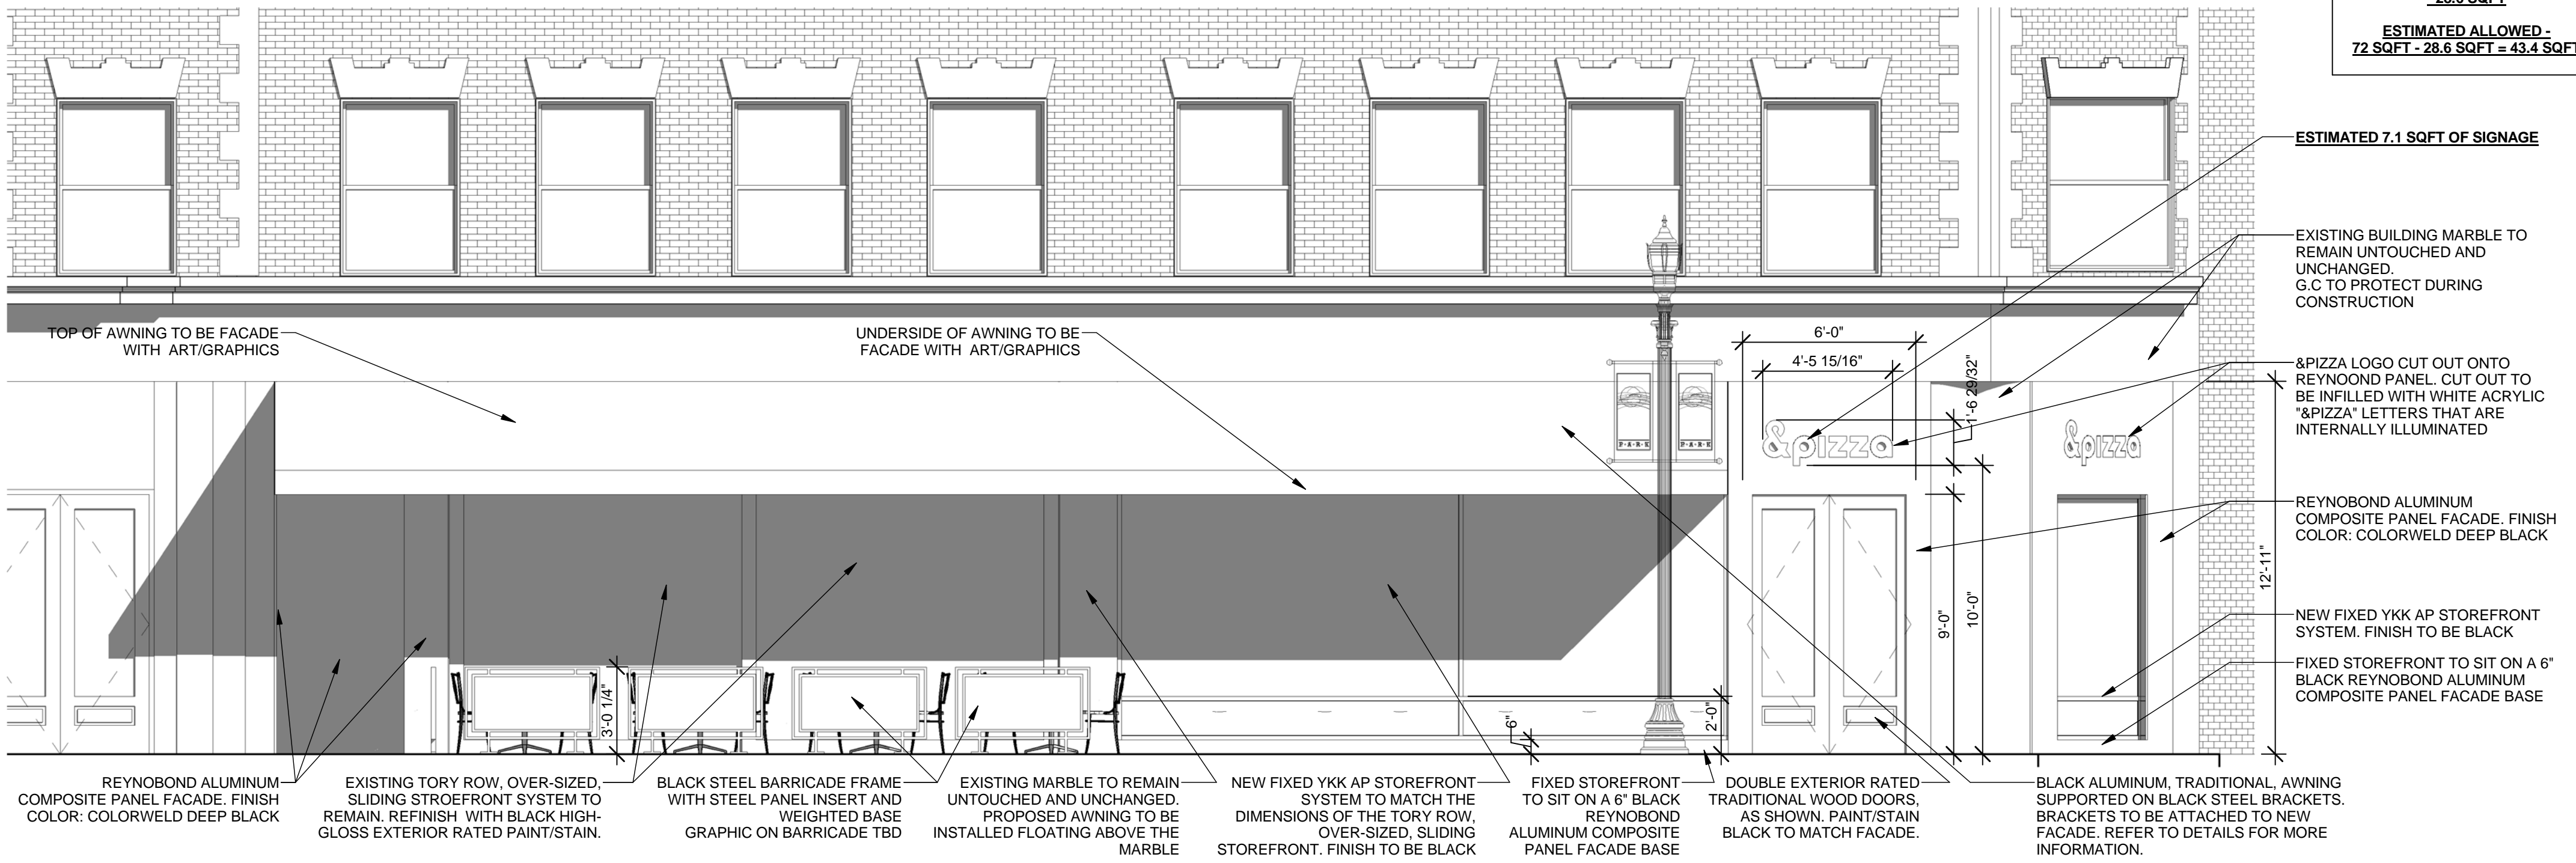 28.6 SQFT
ESTIMATED ALLOWED -
72 SQFT - 28.6 SQFT = 43.4 SQFT
ESTIMATED 7.1 SQFT OF SIGNAGE
EXISTING BUILDING MARBLE TO
REMAIN UNTOUCHED AND
UNCHANGED.
G.C TO PROTECT DURING
CONSTRUCTION
TOP OF AWNING TO BE FACADE
WITH ART/GRAPHICS
UNDERSIDE OF AWNING TO BE
FACADE WITH ART/GRAPHICS
6'-0"
4'-5 15/16"
1'-6 29/32"
&PIZZA LOGO CUT OUT ONTO
REYNOOND PANEL. CUT OUT TO
BE INFILLED WITH WHITE ACRYLIC
"&PIZZA" LETTERS THAT ARE
INTERNALLY ILLUMINATED
P·A·R·K
P·A·R·K
&pizza
&pizza
REYNOBOND ALUMINUM
COMPOSITE PANEL FACADE. FINISH
COLOR: COLORWELD DEEP BLACK
12'-11"
9'-0"
10'-0"
NEW FIXED YKK AP STOREFRONT
SYSTEM. FINISH TO BE BLACK
FIXED STOREFRONT TO SIT ON A 6"
BLACK REYNOBOND ALUMINUM
COMPOSITE PANEL FACADE BASE
3'-0 1/4"
6"
2'-0"
REYNOBOND ALUMINUM
COMPOSITE PANEL FACADE. FINISH
COLOR: COLORWELD DEEP BLACK
EXISTING TORY ROW, OVER-SIZED,
SLIDING STROEFRONT SYSTEM TO
REMAIN. REFINISH WITH BLACK HIGH-
GLOSS EXTERIOR RATED PAINT/STAIN.
BLACK STEEL BARRICADE FRAME
WITH STEEL PANEL INSERT AND
WEIGHTED BASE
GRAPHIC ON BARRICADE TBD
EXISTING MARBLE TO REMAIN
UNTOUCHED AND UNCHANGED.
PROPOSED AWNING TO BE
INSTALLED FLOATING ABOVE THE
MARBLE
NEW FIXED YKK AP STOREFRONT
SYSTEM TO MATCH THE
DIMENSIONS OF THE TORY ROW,
OVER-SIZED, SLIDING
STOREFRONT. FINISH TO BE BLACK
FIXED STOREFRONT
TO SIT ON A 6" BLACK
REYNOBOND
ALUMINUM COMPOSITE
PANEL FACADE BASE
DOUBLE EXTERIOR RATED
TRADITIONAL WOOD DOORS,
AS SHOWN. PAINT/STAIN
BLACK TO MATCH FACADE.
BLACK ALUMINUM, TRADITIONAL, AWNING
SUPPORTED ON BLACK STEEL BRACKETS.
BRACKETS TO BE ATTACHED TO NEW
FACADE. REFER TO DETAILS FOR MORE
INFORMATION.